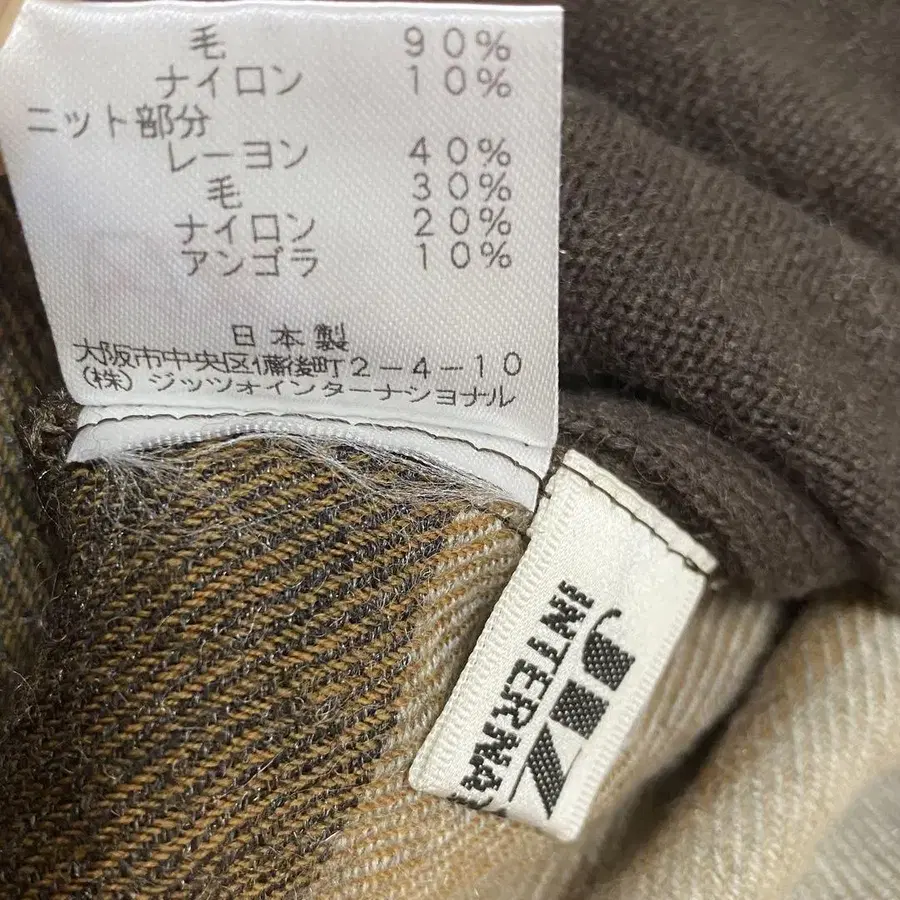 毛 90%
ナイロン 10%
ニット部分
レーヨン 40%
毛 30%
ナイロン 20%
アンゴラ 10%
日本製
大阪市中央区備後町2-4-10
(株) ジッツォインターナショナル
JIZ
INTERNA